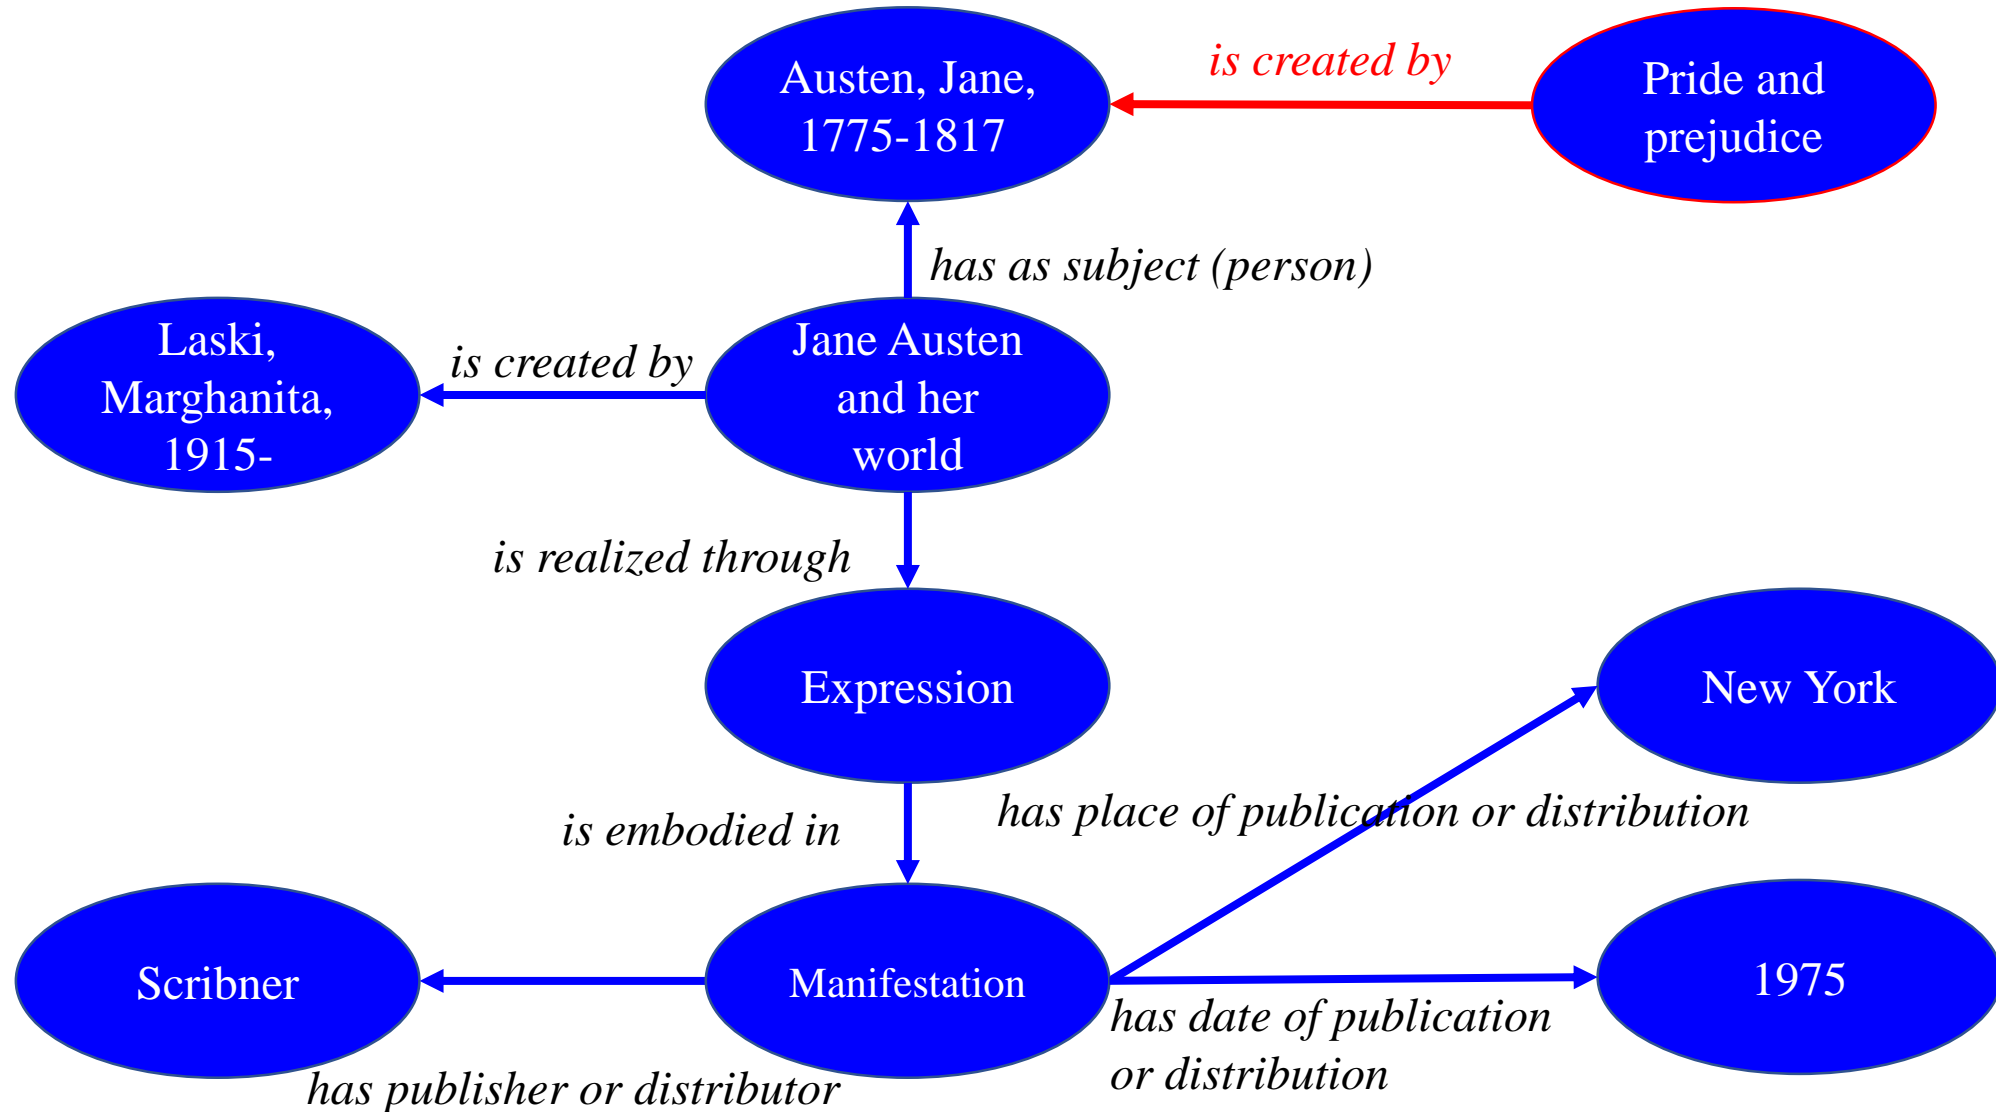 Austen, Jane,
1775-1817
is created by
Pride and
prejudice
has as subject (person)
Laski,
Marghanita,
1915-
is created by
Jane Austen
and her
world
is realized through
Expression
New York
is embodied in
has place of publication or distribution
Scribner
Manifestation
1975
has date of publication
or distribution
has publisher or distributor